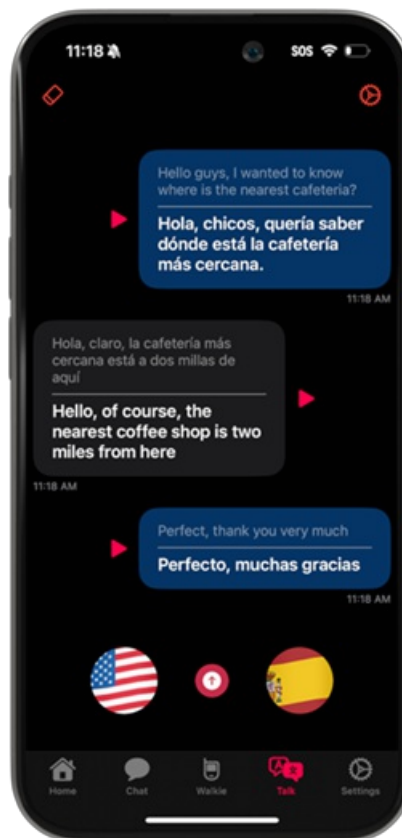 11:18
SOS
Hello guys, I wanted to know
where is the nearest cafeteria?
Hola, chicos, quería saber
dónde está la cafetería
más cercana.
11:18 AM
Hola, claro, la cafetería más
cercana está a dos millas de
aquí
Hello, of course, the
nearest coffee shop is two
miles from here
11:18 AM
Perfect, thank you very much
Perfecto, muchas gracias
11:18 AM
Home
Chat
Walkie
Talk
Settings